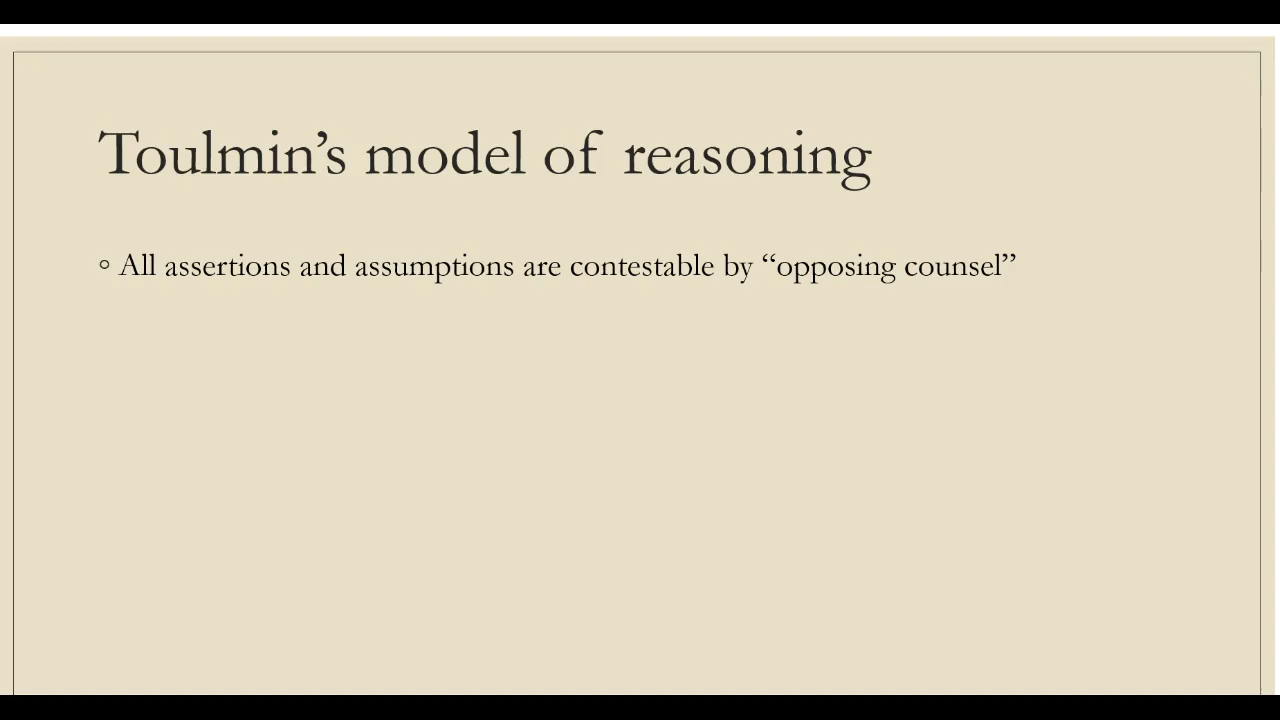 Toulmin’s model of reasoning
◦ All assertions and assumptions are contestable by “opposing counsel”